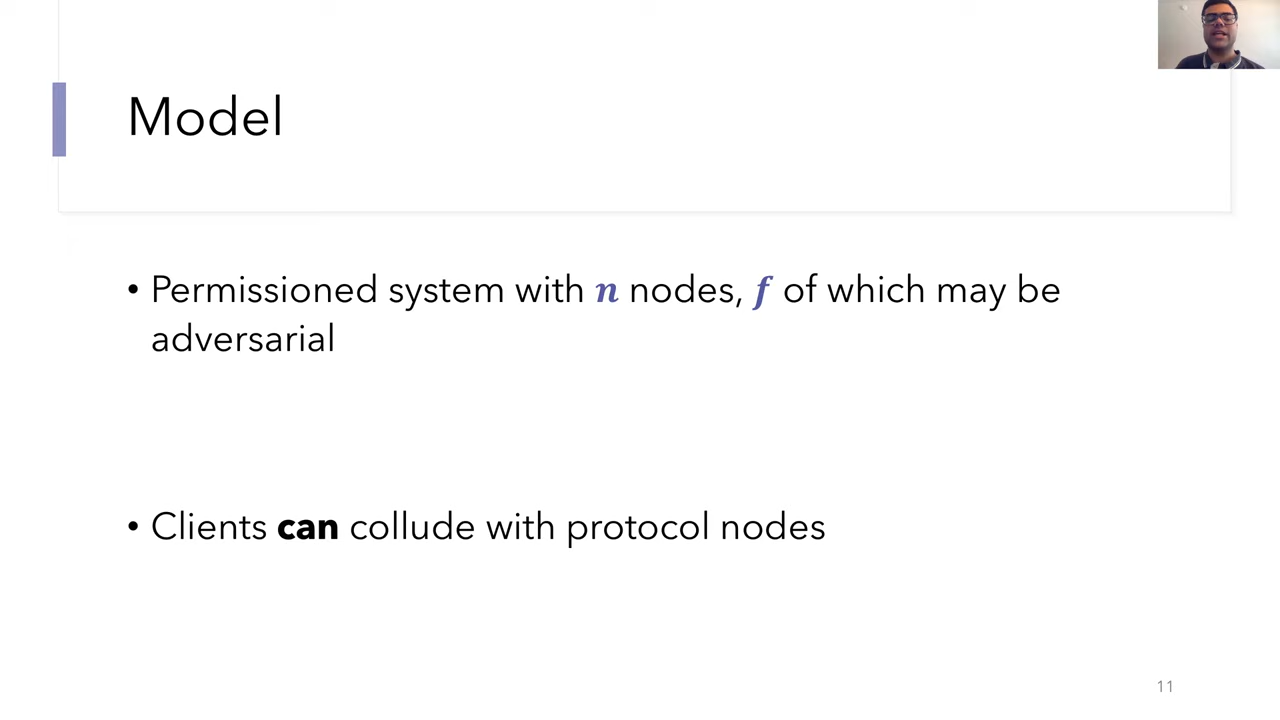 Model
• Permissioned system with n nodes, f of which may be
adversarial
• Clients can collude with protocol nodes
11